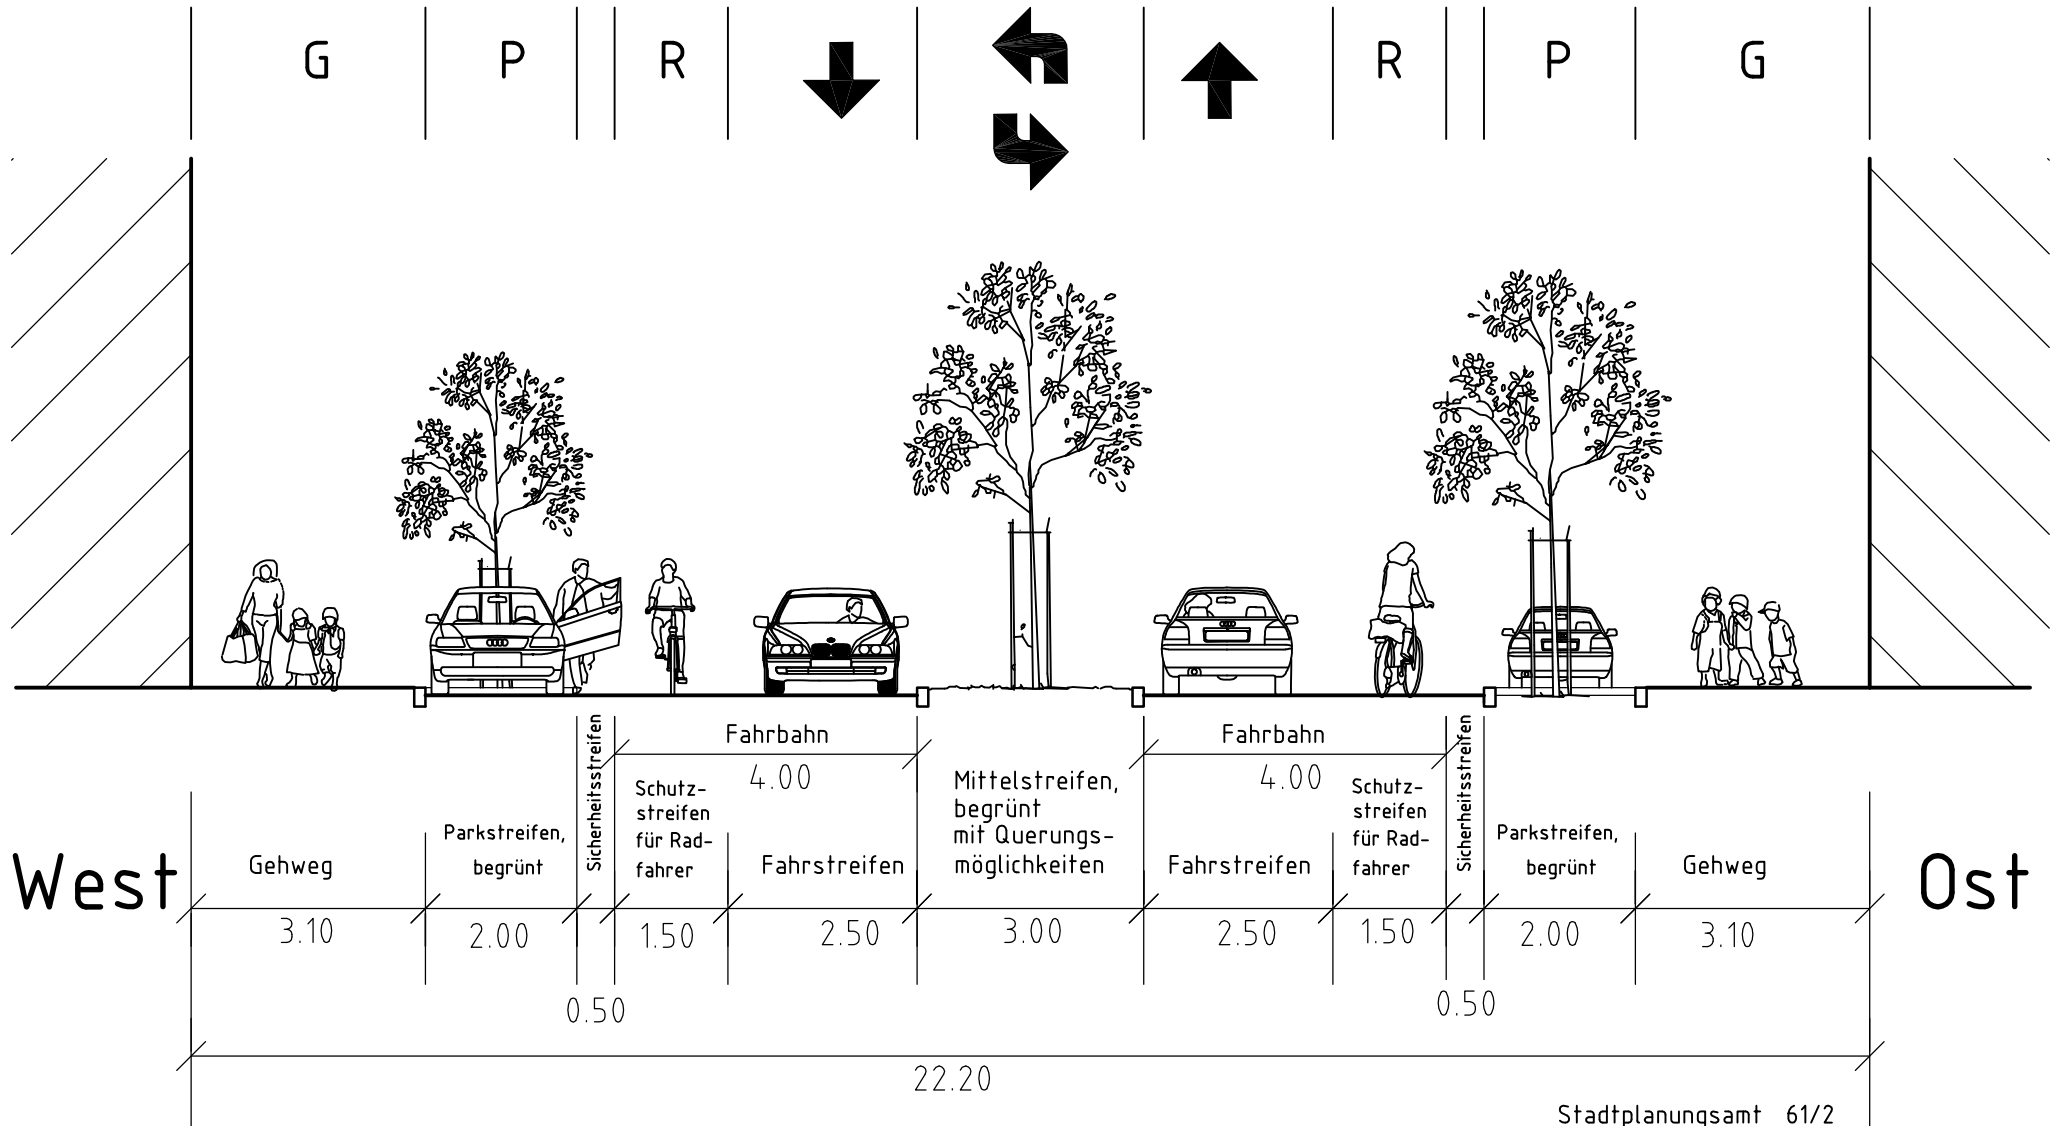 G P R R P G
Fahrbahn
4.00
Fahrbahn
4.00
West
Gehweg
Parkstreifen,
begrünt
Sicherheitsstreifen
Schutz-
streifen
für Rad-
fahrer
Fahrstreifen
Mittelstreifen,
begrünt
mit Querungs-
möglichkeiten
Fahrstreifen
Schutz-
streifen
für Rad-
fahrer
Sicherheitsstreifen
Parkstreifen,
begrünt
Gehweg
Ost
3.10 2.00 1.50 2.50 3.00 2.50 1.50 2.00 3.10
0.50 0.50
22.20
Stadtplanungsamt 61/2